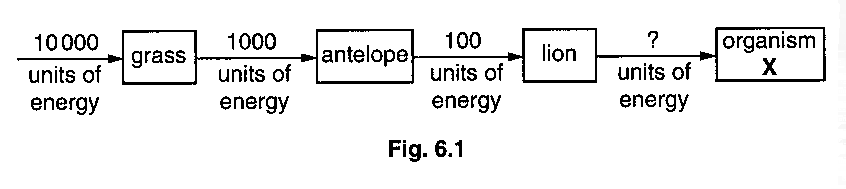 10 000 units of energy
grass
1000 units of energy
antelope
100 units of energy
lion
? units of energy
organism X
Fig. 6.1